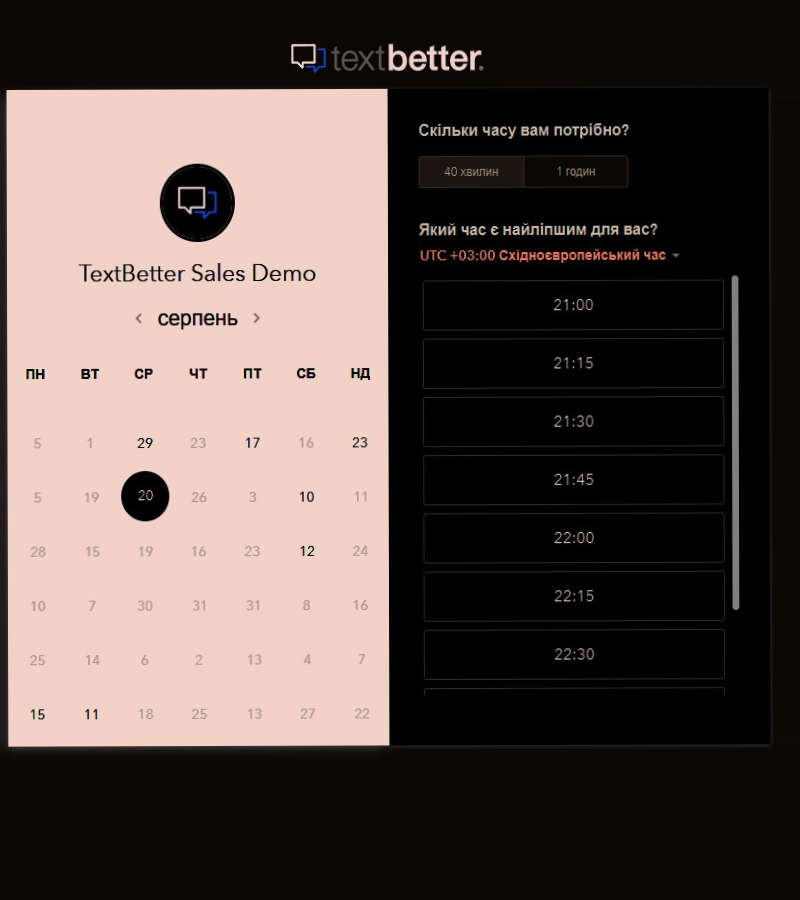 textbetter.
TextBetter Sales Demo
‹ серпень ›
ПН ВТ СР ЧТ ПТ СБ НД
5 1 29 23 17 16 23
5 19 20 26 3 10 11
28 15 19 16 23 12 24
10 7 30 31 31 8 16
25 14 6 2 13 4 7
15 11 18 25 13 27 22
Скільки часу вам потрібно?
40 хвилин 1 годин
Який час є найліпшим для вас?
UTC +03:00 Східноєвропейський час
21:00
21:15
21:30
21:45
22:00
22:15
22:30